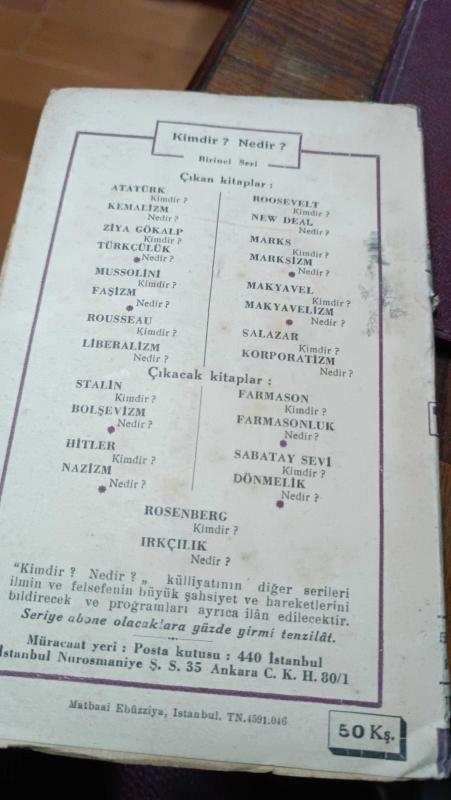 Kimdir ? Nedir ?
Birinci Seri
Çıkan kitaplar :
ATATÜRK
Kimdir ?
KEMALİZM
Nedir ?
ZİYA GÖKALP
Kimdir ?
TÜRKÇÜLÜK
Nedir ?
MUSSOLİNİ
Kimdir ?
FAŞİZM
Nedir ?
ROUSSEAU
Kimdir ?
LİBERALİZM
Nedir ?
ROOSEVELT
Kimdir ?
NEW DEAL
Nedir ?
MARKS
Kimdir ?
MARKSİZM
Nedir ?
MAKYAVEL
Kimdir ?
MAKYAVELİZM
Nedir ?
SALAZAR
Kimdir ?
KORPORATİZM
Nedir ?
Çıkacak kitaplar :
STALİN
Kimdir ?
BOLŞEVİZM
Nedir ?
HİTLER
Kimdir ?
NAZİZM
Nedir ?
FARMASON
Kimdir ?
FARMASONLUK
Nedir ?
SABATAY SEVİ
Kimdir ?
DÖNMELİK
Nedir ?
ROSENBERG
Kimdir ?
IRKÇILIK
Nedir ?
"Kimdir ? Nedir ? „ külliyatının diğer serileri
ilmin ve felsefenin büyük şahsiyet ve hareketlerini
bildirecek ve programları ayrıca ilân edilecektir.
Seriye abone olacaklara yüzde yirmi tenzilât.
Müracaat yeri : Posta kutusu : 440 İstanbul
İstanbul Nurosmaniye Ş. S. 35 Ankara C. K. H. 80/1
Matbaai Ebüzziya, Istanbul. TN.4591.046
50 Kş.